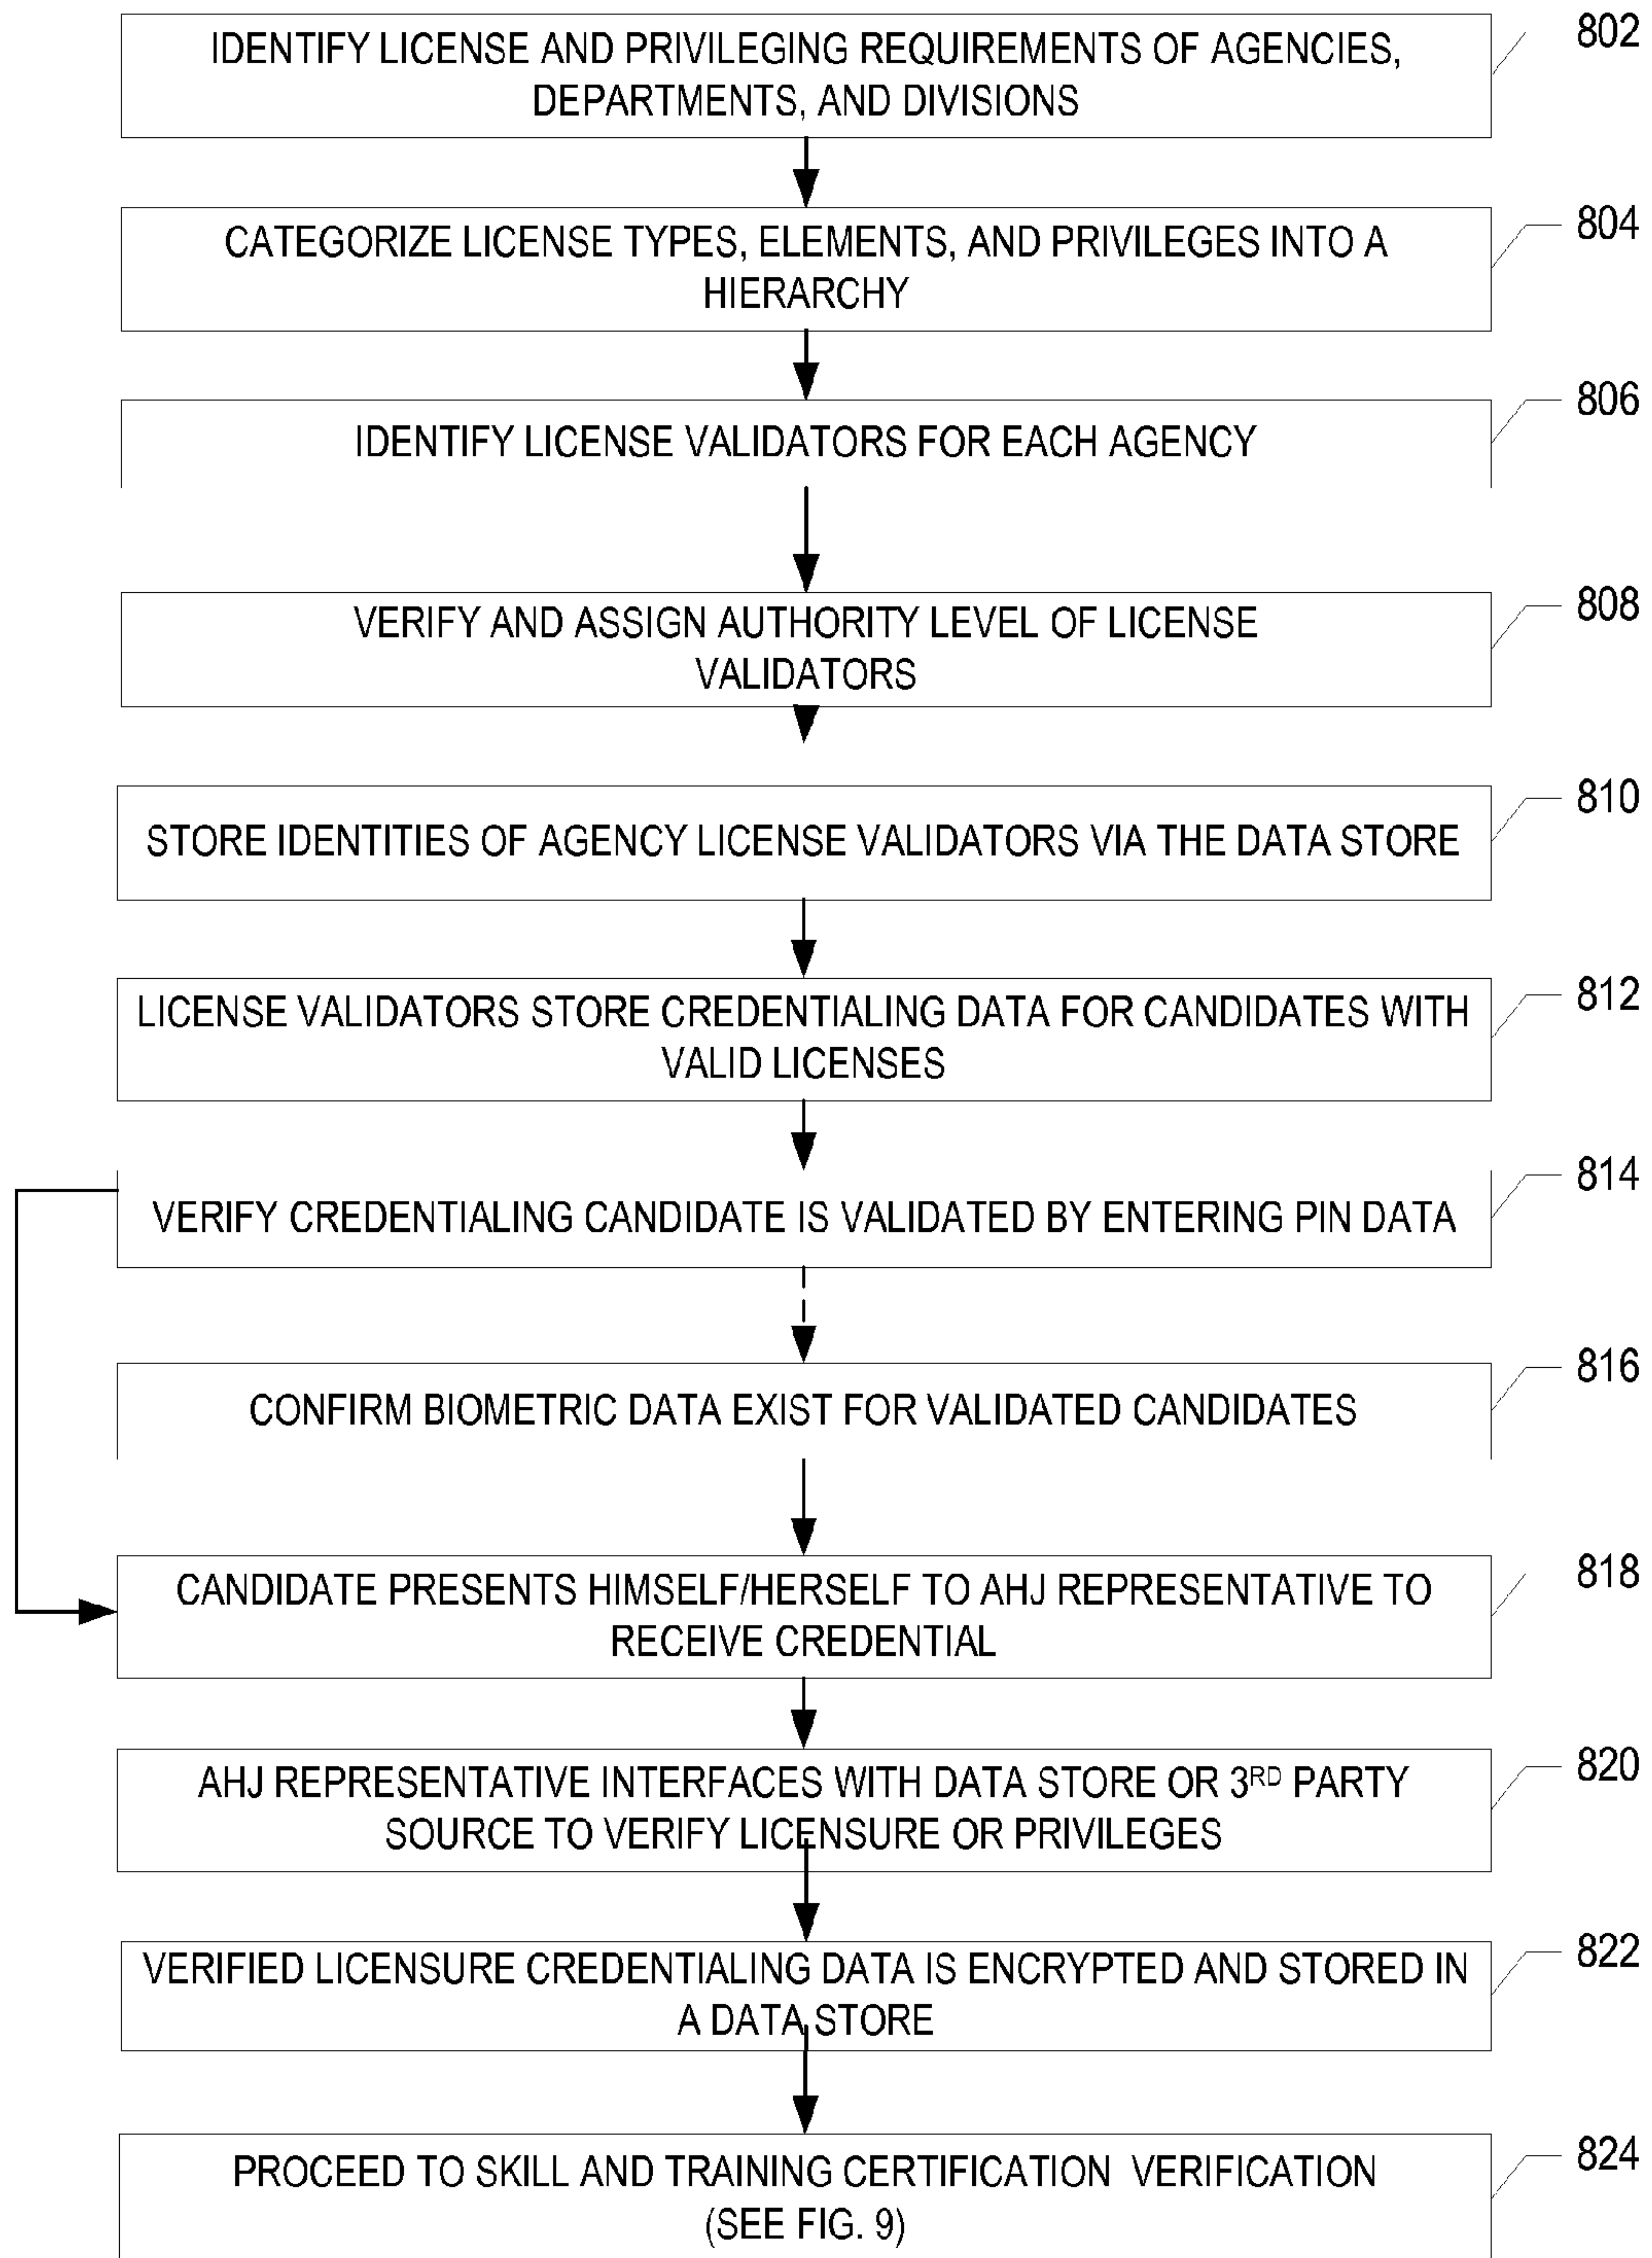 IDENTIFY LICENSE AND PRIVILEGING REQUIREMENTS OF AGENCIES,
DEPARTMENTS, AND DIVISIONS
802
CATEGORIZE LICENSE TYPES, ELEMENTS, AND PRIVILEGES INTO A
HIERARCHY
804
IDENTIFY LICENSE VALIDATORS FOR EACH AGENCY
806
VERIFY AND ASSIGN AUTHORITY LEVEL OF LICENSE
VALIDATORS
808
STORE IDENTITIES OF AGENCY LICENSE VALIDATORS VIA THE DATA STORE
810
LICENSE VALIDATORS STORE CREDENTIALING DATA FOR CANDIDATES WITH
VALID LICENSES
812
VERIFY CREDENTIALING CANDIDATE IS VALIDATED BY ENTERING PIN DATA
814
CONFIRM BIOMETRIC DATA EXIST FOR VALIDATED CANDIDATES
816
CANDIDATE PRESENTS HIMSELF/HERSELF TO AHJ REPRESENTATIVE TO
RECEIVE CREDENTIAL
818
AHJ REPRESENTATIVE INTERFACES WITH DATA STORE OR 3RD PARTY
SOURCE TO VERIFY LICENSURE OR PRIVILEGES
820
VERIFIED LICENSURE CREDENTIALING DATA IS ENCRYPTED AND STORED IN
A DATA STORE
822
PROCEED TO SKILL AND TRAINING CERTIFICATION VERIFICATION
(SEE FIG. 9)
824